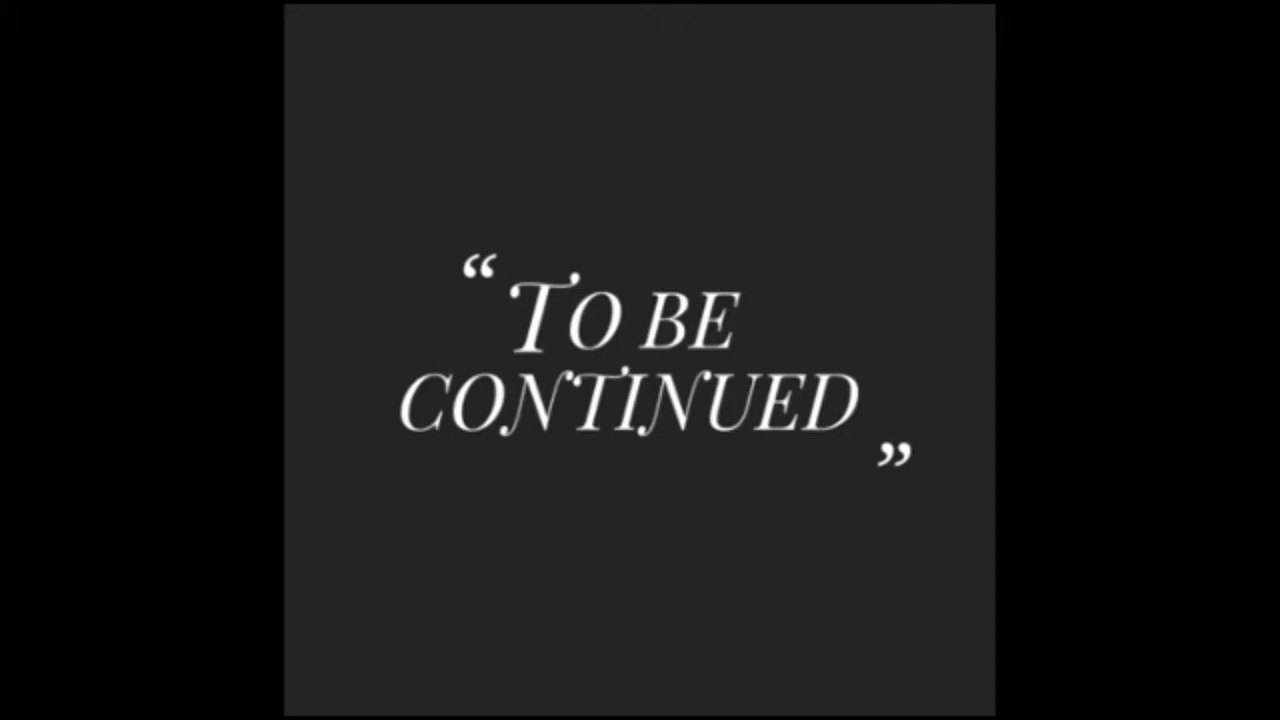 “ To BE
CONTINUED ”